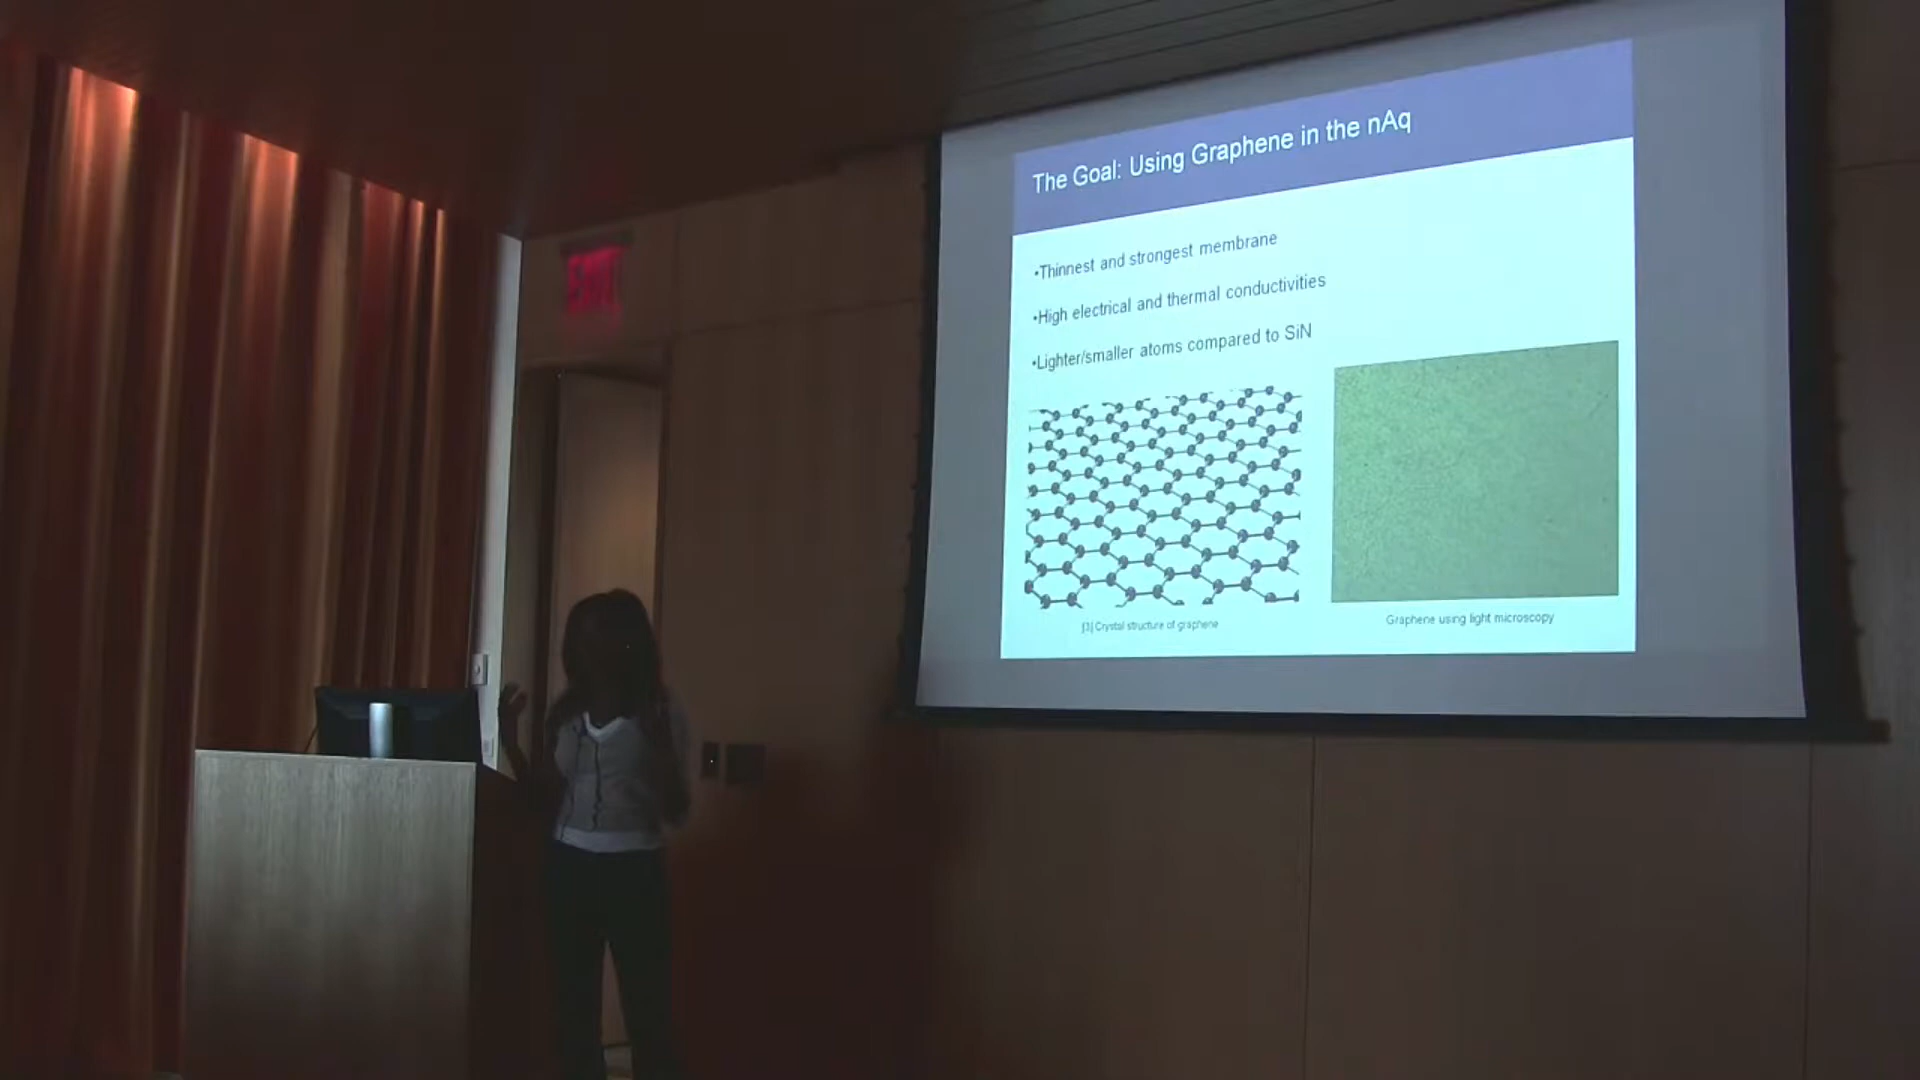 EXIT
The Goal: Using Graphene in the nAq
•Thinnest and strongest membrane
•High electrical and thermal conductivities
•Lighter/smaller atoms compared to SiN
[3] Crystal structure of graphene
Graphene using light microscopy